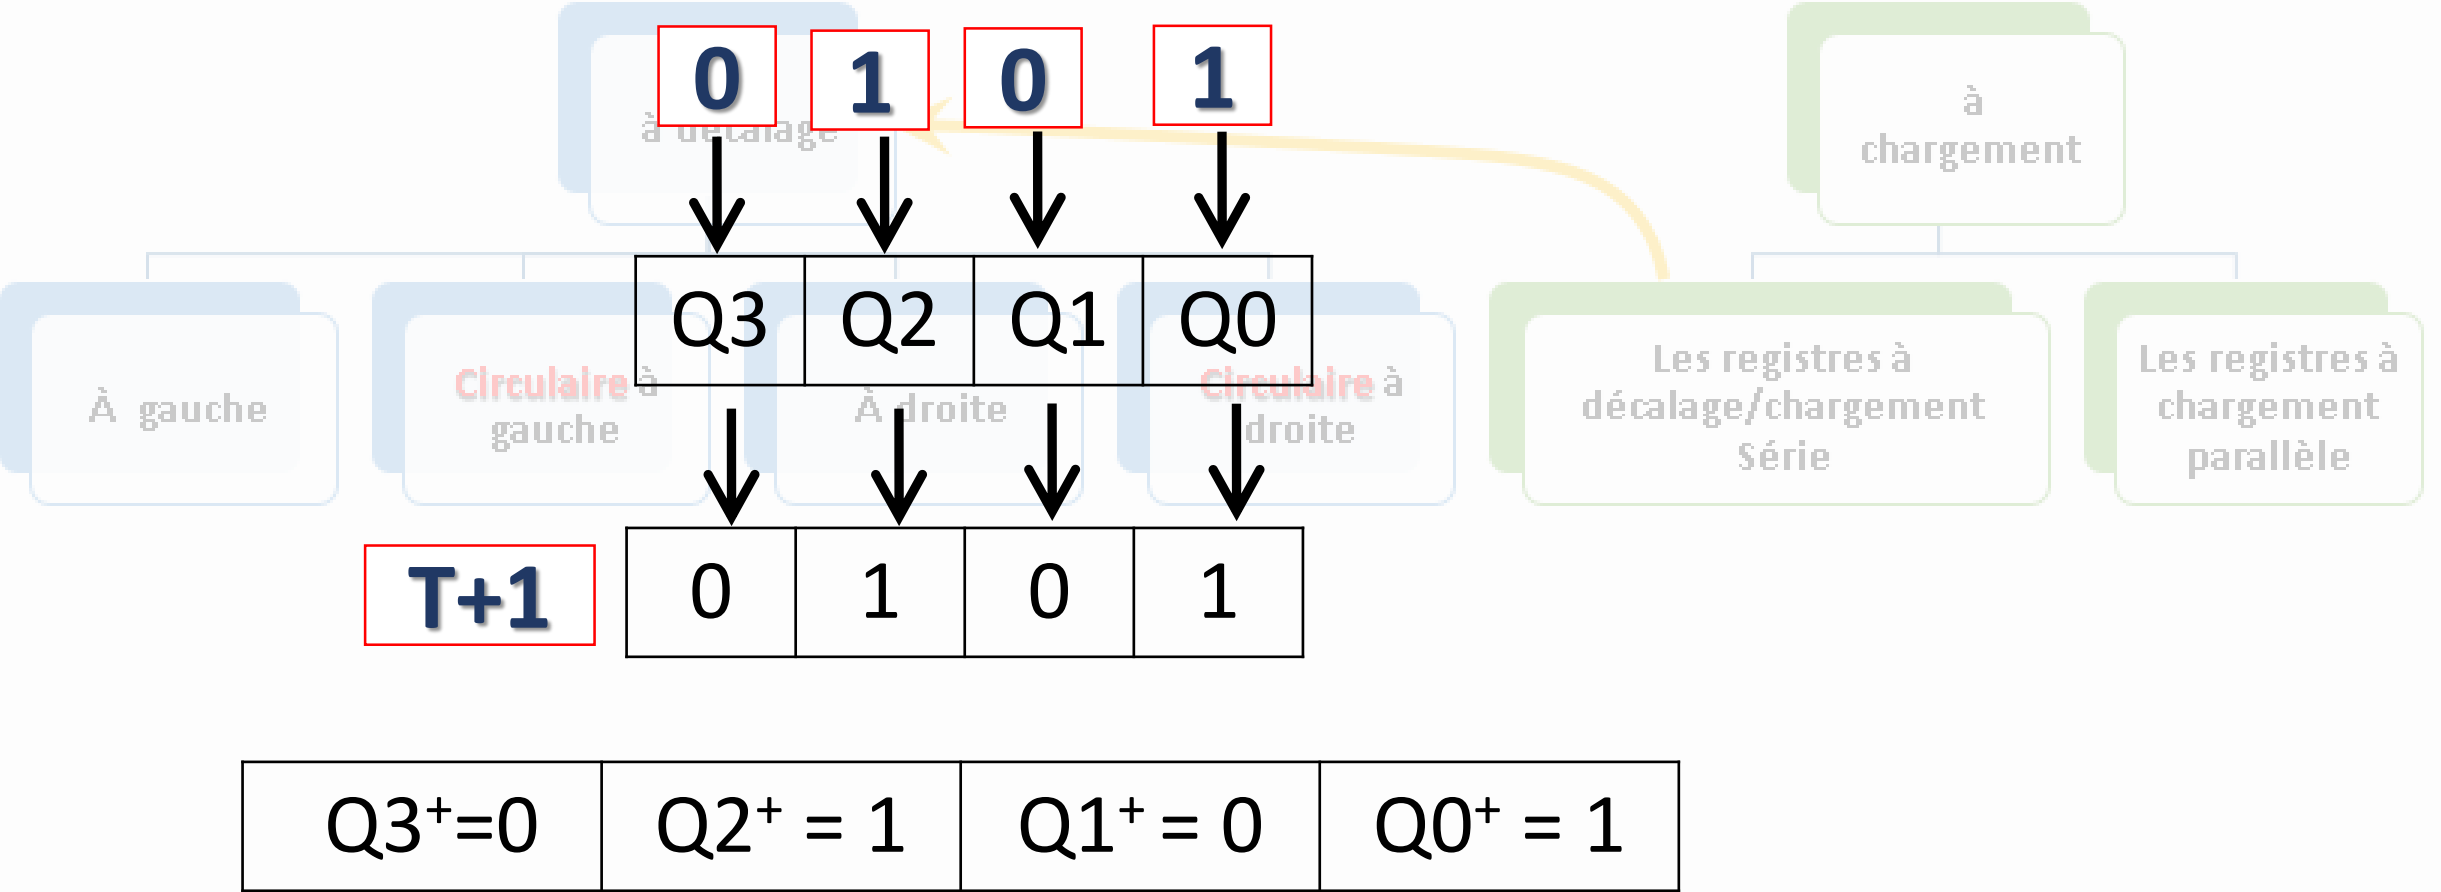 0 1 0 1
à décalage
à
chargement
Q3 Q2 Q1 Q0
À gauche
Circulaire à
gauche
À droite
Circulaire à
droite
Les registres à
décalage/chargement
Série
Les registres à
chargement
parallèle
T+1
0 1 0 1
Q3⁺=0 Q2⁺ = 1 Q1⁺ = 0 Q0⁺ = 1